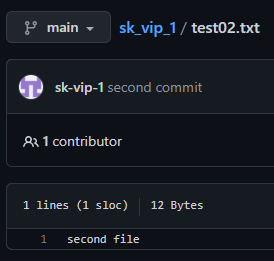 main sk_vip_1 / test02.txt
sk-vip-1 second commit
1 contributor
1 lines (1 sloc) 12 Bytes
1 second file